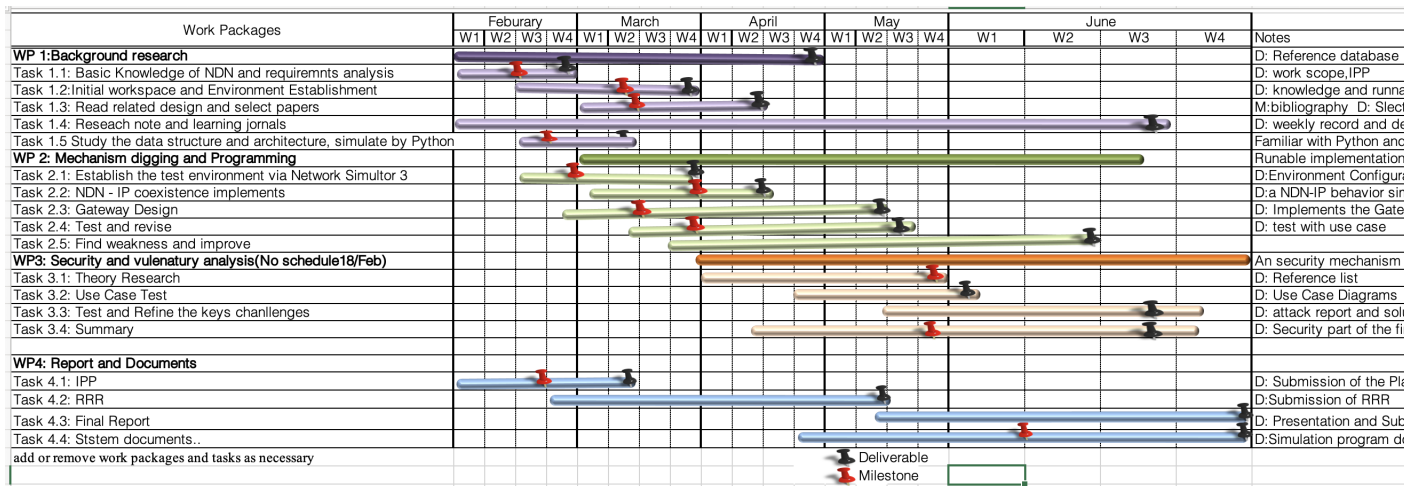 Work Packages Feburary March April May June
W1 W2 W3 W4 W1 W2 W3 W4 W1 W2 W3 W4 W1 W2 W3 W4 W1 W2 W3 W4 Notes
WP 1:Background research D: Reference database
Task 1.1: Basic Knowledge of NDN and requiremnts analysis D: work scope,IPP
Task 1.2:Initial workspace and Environment Establishment D: knowledge and runna
Task 1.3: Read related design and select papers M:bibliography D: Slect
Task 1.4: Reseach note and learning jornals D: weekly record and de
Task 1.5 Study the data structure and architecture, simulate by Python Familiar with Python and
WP 2: Mechanism digging and Programming Runable implementation
Task 2.1: Establish the test environment via Network Simultor 3 D:Environment Configura
Task 2.2: NDN - IP coexistence implements D:a NDN-IP behavior sim
Task 2.3: Gateway Design D: Implements the Gate
Task 2.4: Test and revise D: test with use case
Task 2.5: Find weakness and improve
WP3: Security and vulenatury analysis(No schedule18/Feb) An security mechanism
Task 3.1: Theory Research D: Reference list
Task 3.2: Use Case Test D: Use Case Diagrams
Task 3.3: Test and Refine the keys chanllenges D: attack report and solu
Task 3.4: Summary D: Security part of the fi
WP4: Report and Documents
Task 4.1: IPP D: Submission of the Pla
Task 4.2: RRR D:Submission of RRR
Task 4.3: Final Report D: Presentation and Sub
Task 4.4: Ststem documents.. D:Simulation program do
add or remove work packages and tasks as necessary Deliverable
Milestone